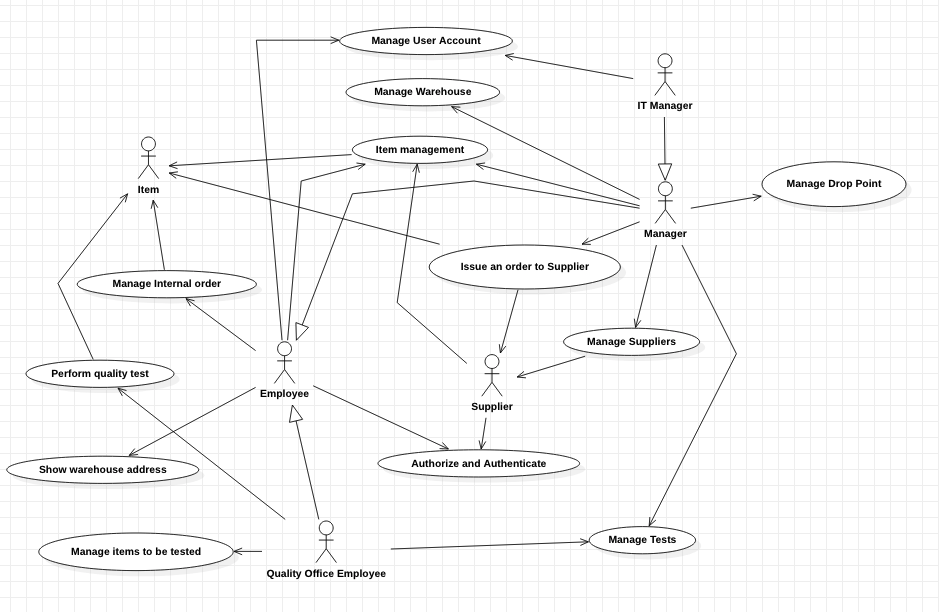 Manage User Account
Manage Warehouse
IT Manager
Item management
Item
Manage Drop Point
Manager
Issue an order to Supplier
Manage Internal order
Manage Suppliers
Perform quality test
Employee
Supplier
Show warehouse address
Authorize and Authenticate
Manage Tests
Manage items to be tested
Quality Office Employee